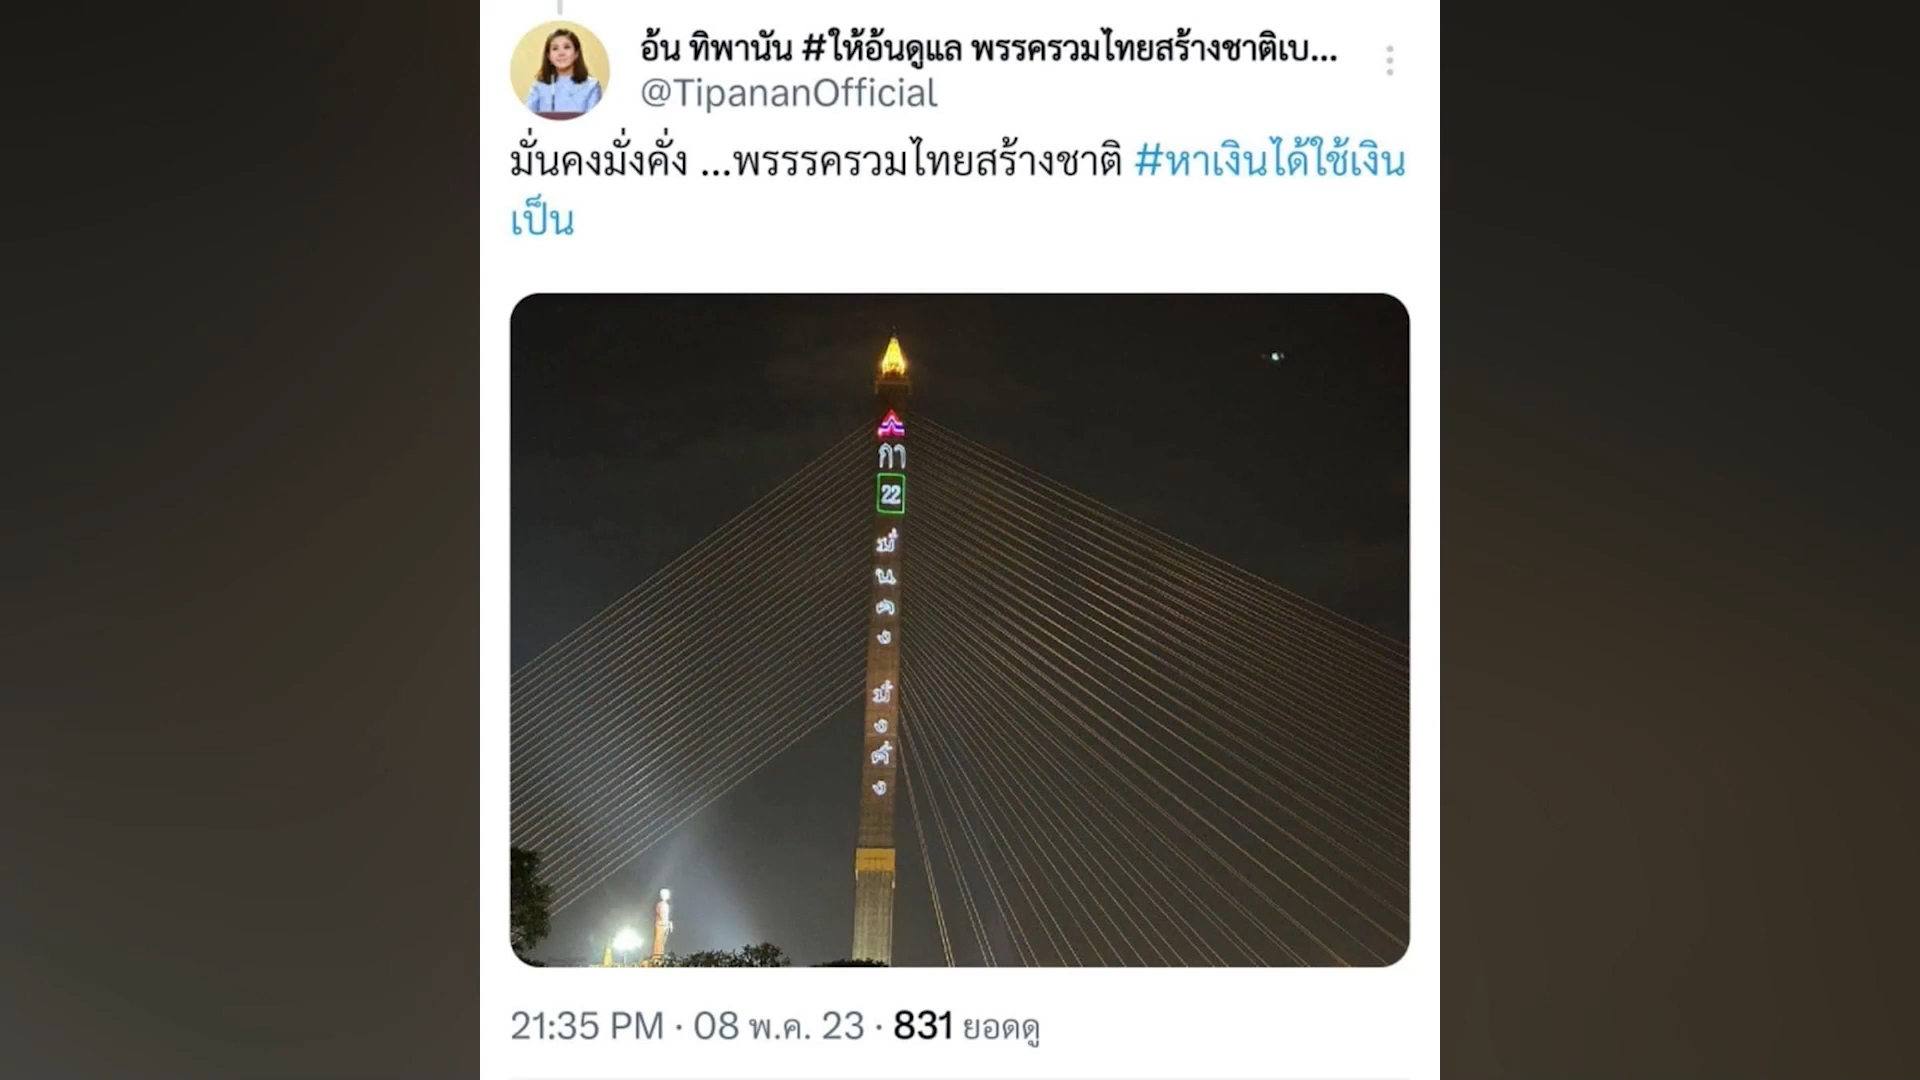 อ้น ทิพานัน #ให้อ้นดูแล พรรครวมไทยสร้างชาติเบ...
@TipananOfficial
มั่นคงมั่งคั่ง ...พรรรครวมไทยสร้างชาติ #หาเงินได้ใช้เงิน
เป็น
กา
22
มั่นคง
มั่งคั่ง
21:35 PM · 08 พ.ค. 23 · 831 ยอดดู